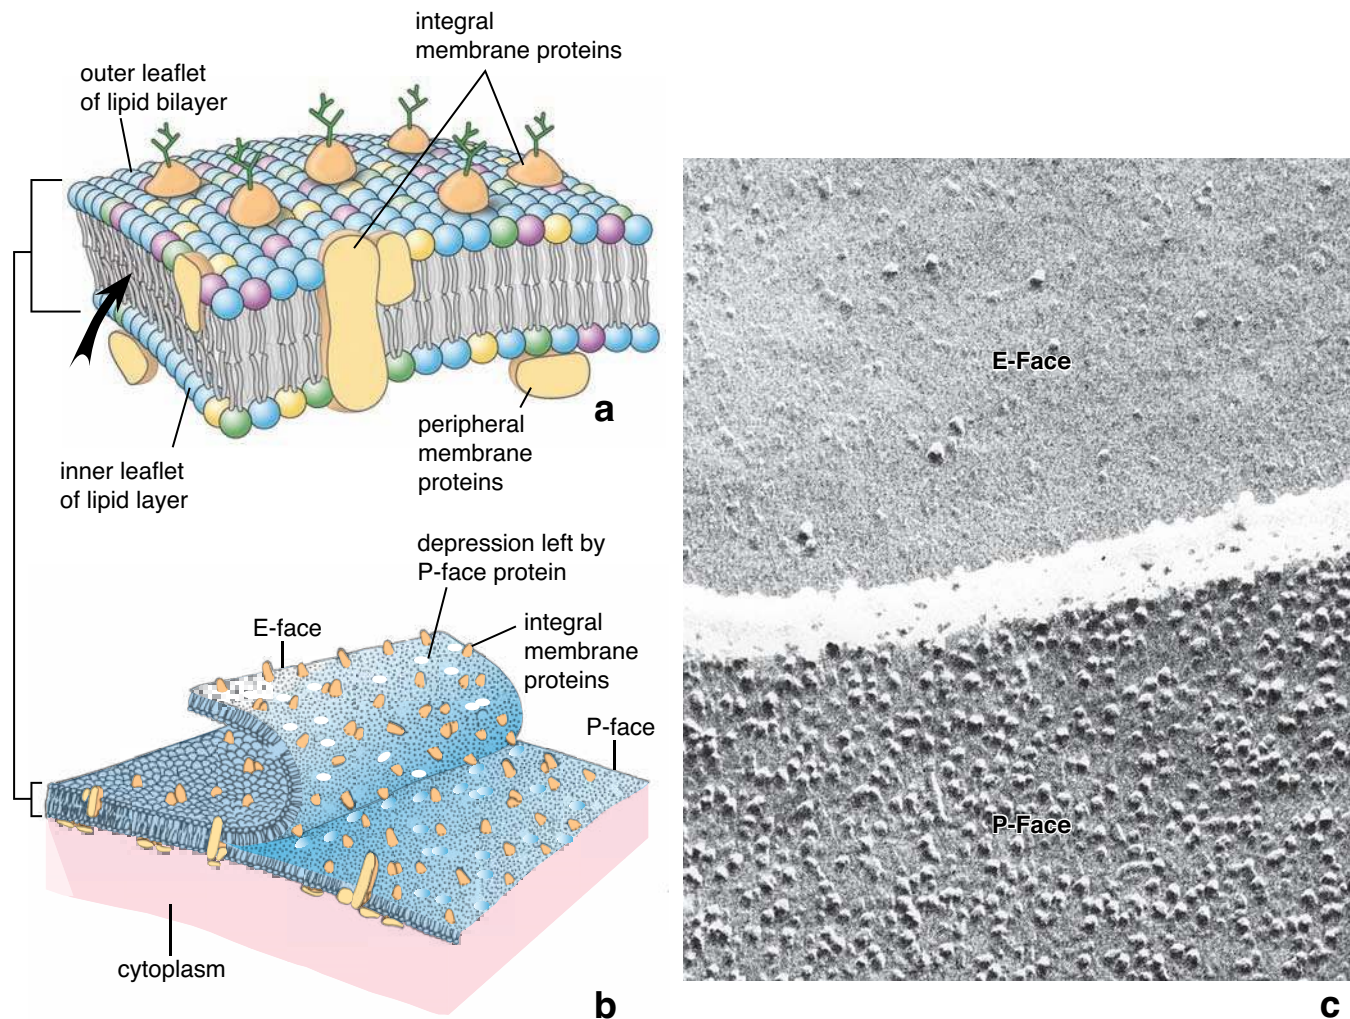 integral
membrane proteins
outer leaflet
of lipid bilayer
peripheral
membrane
proteins
inner leaflet
of lipid layer
a
depression left by
P-face protein
E-face
integral
membrane
proteins
P-face
cytoplasm
b
E-Face
P-Face
c